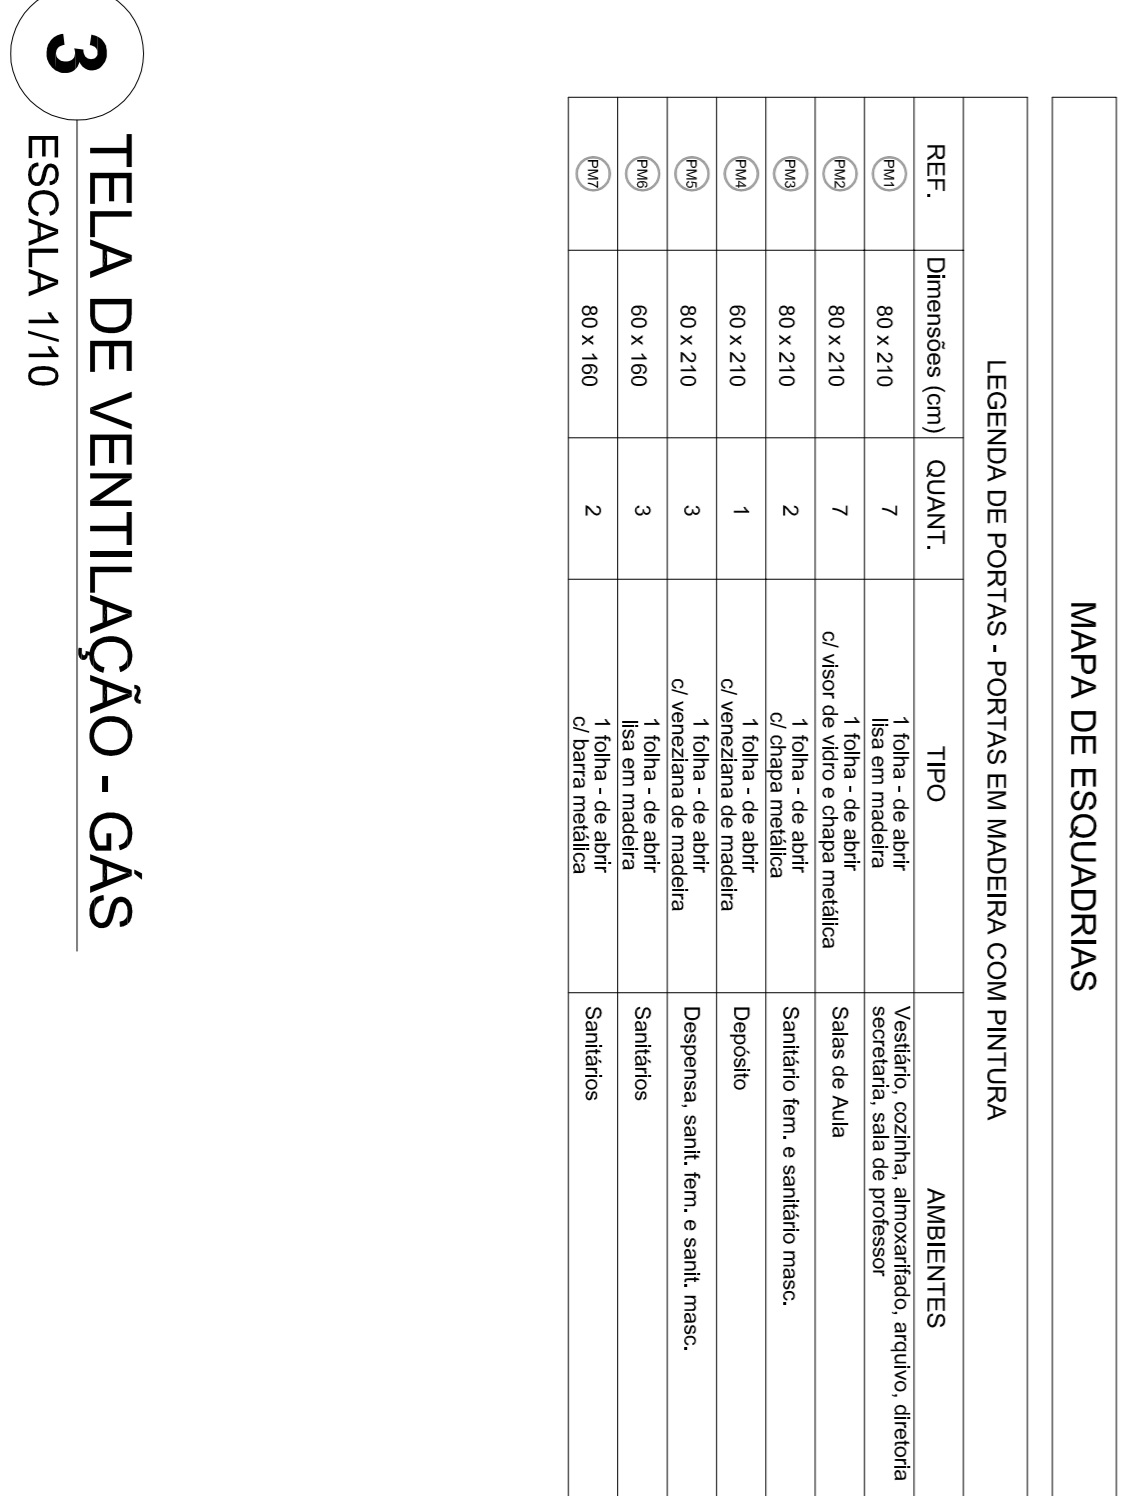 MAPA DE ESQUADRIAS
LEGENDA DE PORTAS - PORTAS EM MADEIRA COM PINTURA
REF. Dimensões (cm) QUANT. TIPO AMBIENTES
PM1 80 x 210 7 1 folha - de abrir
lisa em madeira
Vestiário, cozinha, almoxarifado, arquivo, diretoria
secretaria, sala de professor
PM2 80 x 210 7 1 folha - de abrir
c/ visor de vidro e chapa metálica
Salas de Aula
PM3 80 x 210 2 1 folha - de abrir
c/ chapa metálica
Sanitário fem. e sanitário masc.
PM4 60 x 210 1 1 folha - de abrir
c/ veneziana de madeira
Depósito
PM5 80 x 210 3 1 folha - de abrir
c/ veneziana de madeira
Despensa, sanit. fem. e sanit. masc.
PM6 60 x 160 3 1 folha - de abrir
lisa em madeira
Sanitários
PM7 80 x 160 2 1 folha - de abrir
c/ barra metálica
Sanitários
3
TELA DE VENTILAÇÃO - GÁS
ESCALA 1/10